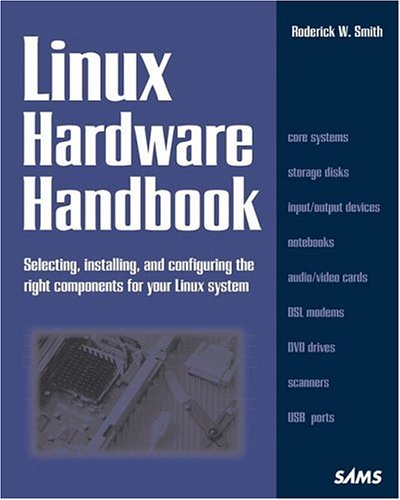 Roderick W. Smith
Linux
Hardware
Handbook
Selecting, installing, and configuring the
right components for your Linux system
core systems
storage disks
input/output devices
notebooks
audio/video cards
DSL modems
DVD drives
scanners
USB ports
SAMS